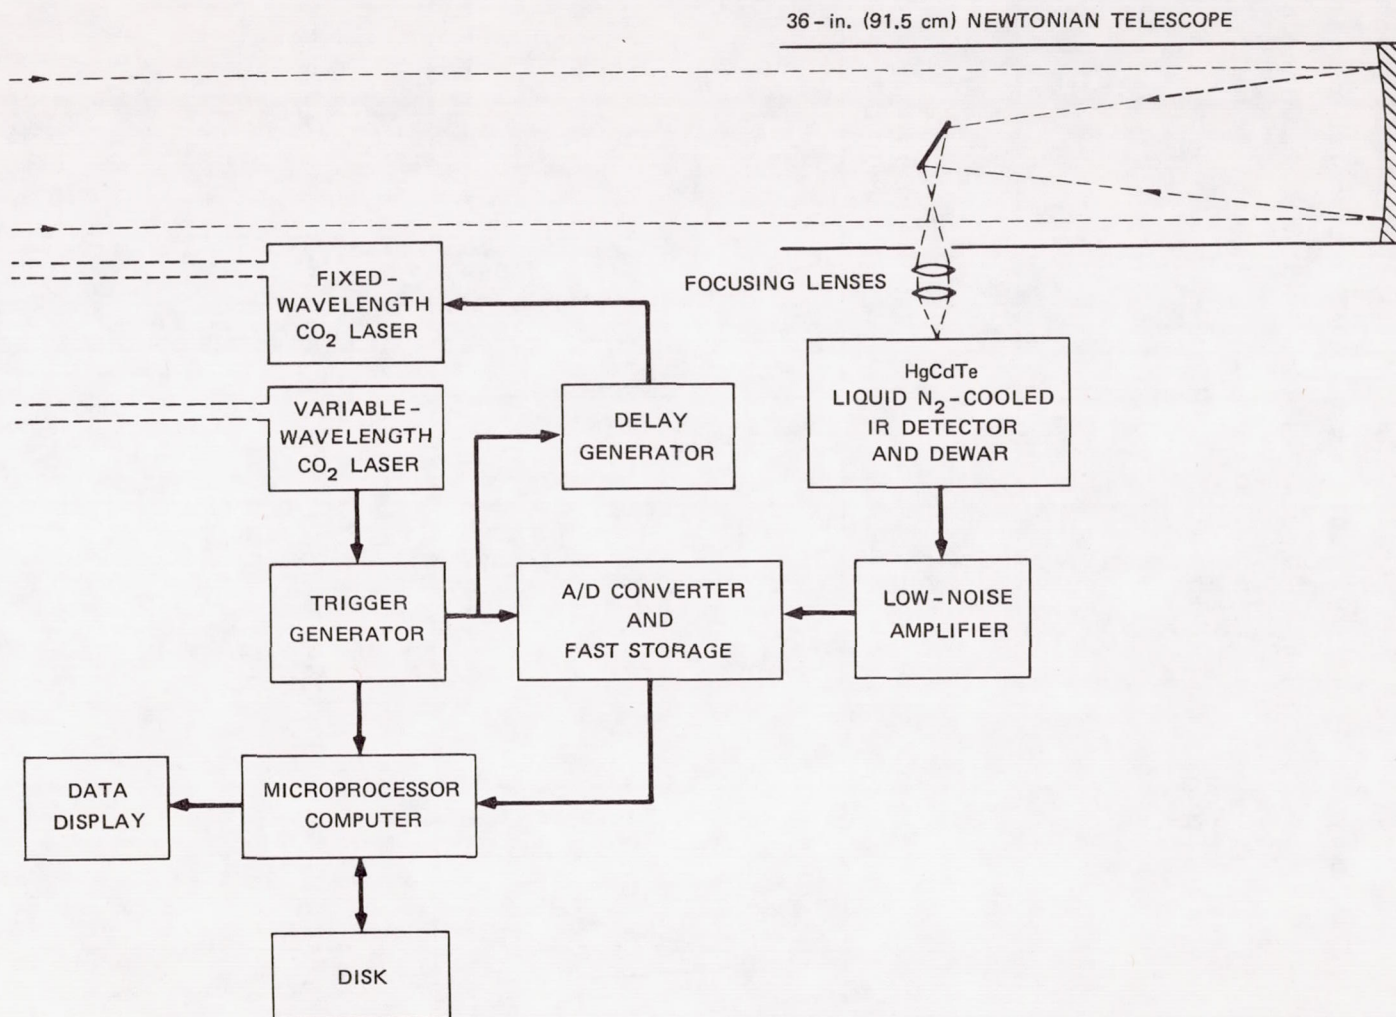 36-in. (91.5 cm) NEWTONIAN TELESCOPE
FOCUSING LENSES
FIXED-
WAVELENGTH
CO2 LASER
HgCdTe
LIQUID N2-COOLED
IR DETECTOR
AND DEWAR
VARIABLE-
WAVELENGTH
CO2 LASER
DELAY
GENERATOR
TRIGGER
GENERATOR
A/D CONVERTER
AND
FAST STORAGE
LOW-NOISE
AMPLIFIER
DATA
DISPLAY
MICROPROCESSOR
COMPUTER
DISK